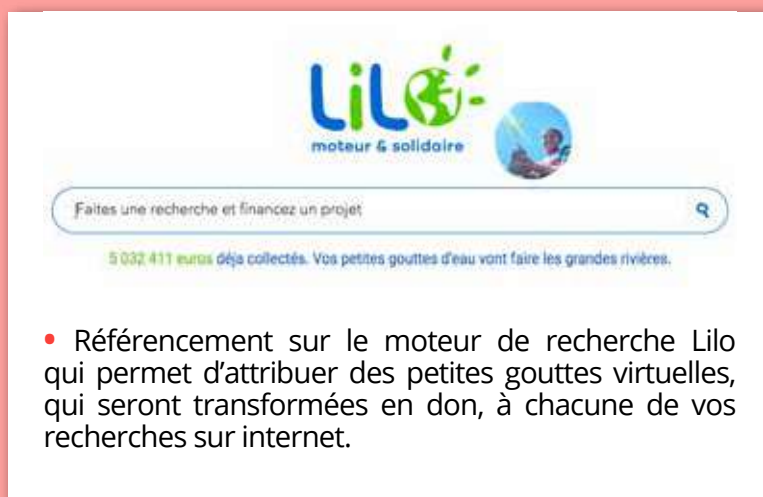 LiLO
moteur & solidaire
Faites une recherche et financez un projet
5 032 411 euros déja collectés. Vos petites gouttes d'eau vont faire les grandes rivières.
• Référencement sur le moteur de recherche Lilo
qui permet d'attribuer des petites gouttes virtuelles,
qui seront transformées en don, à chacune de vos
recherches sur internet.